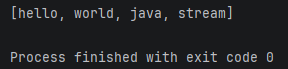 [hello, world, java, stream]
Process finished with exit code 0